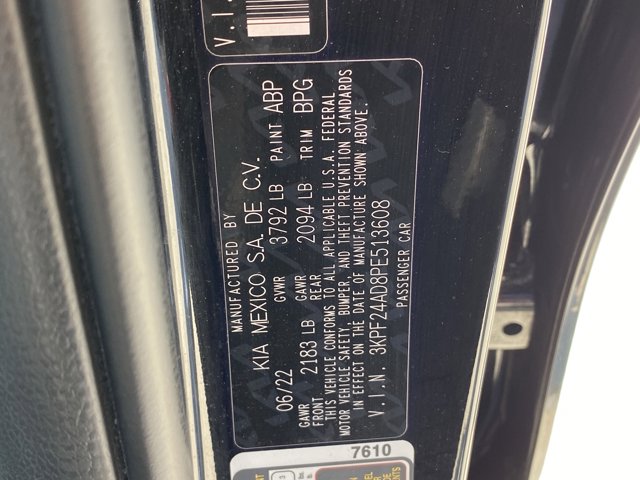 V.I.N
MANUFACTURED BY
KIA MEXICO S.A. DE C.V.
06/22 GVWR 3792 LB PAINT ABP
GAWR FRONT 2183 LB GAWR REAR 2094 LB TRIM BPG
THIS VEHICLE CONFORMS TO ALL APPLICABLE U.S.A. FEDERAL
MOTOR VEHICLE SAFETY, BUMPER, AND THEFT PREVENTION STANDARDS
IN EFFECT ON THE DATE OF MANUFACTURE SHOWN ABOVE.
V.I.N. 3KPF24AD8PE513608
PASSENGER CAR
7610